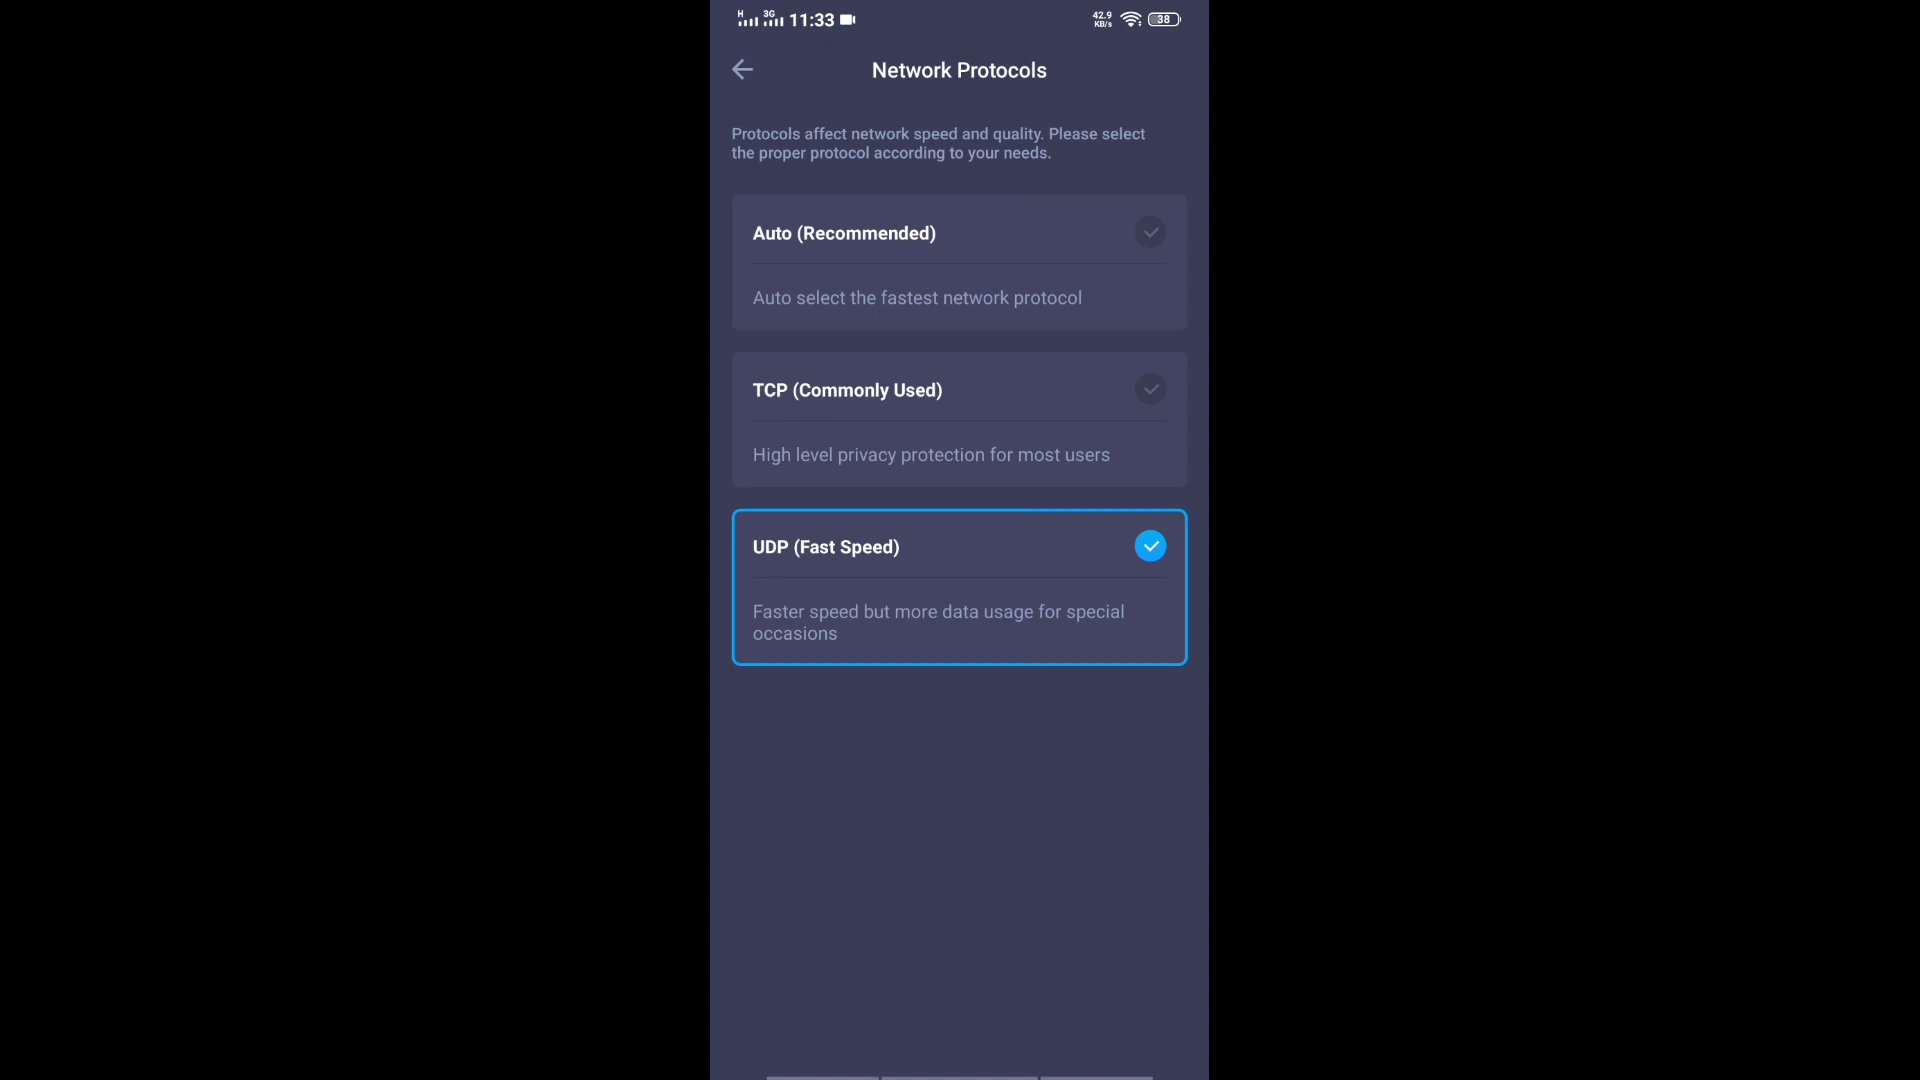 H 3G 11:33 42.9 KB/s 38
Network Protocols
Protocols affect network speed and quality. Please select
the proper protocol according to your needs.
Auto (Recommended)
Auto select the fastest network protocol
TCP (Commonly Used)
High level privacy protection for most users
UDP (Fast Speed)
Faster speed but more data usage for special
occasions